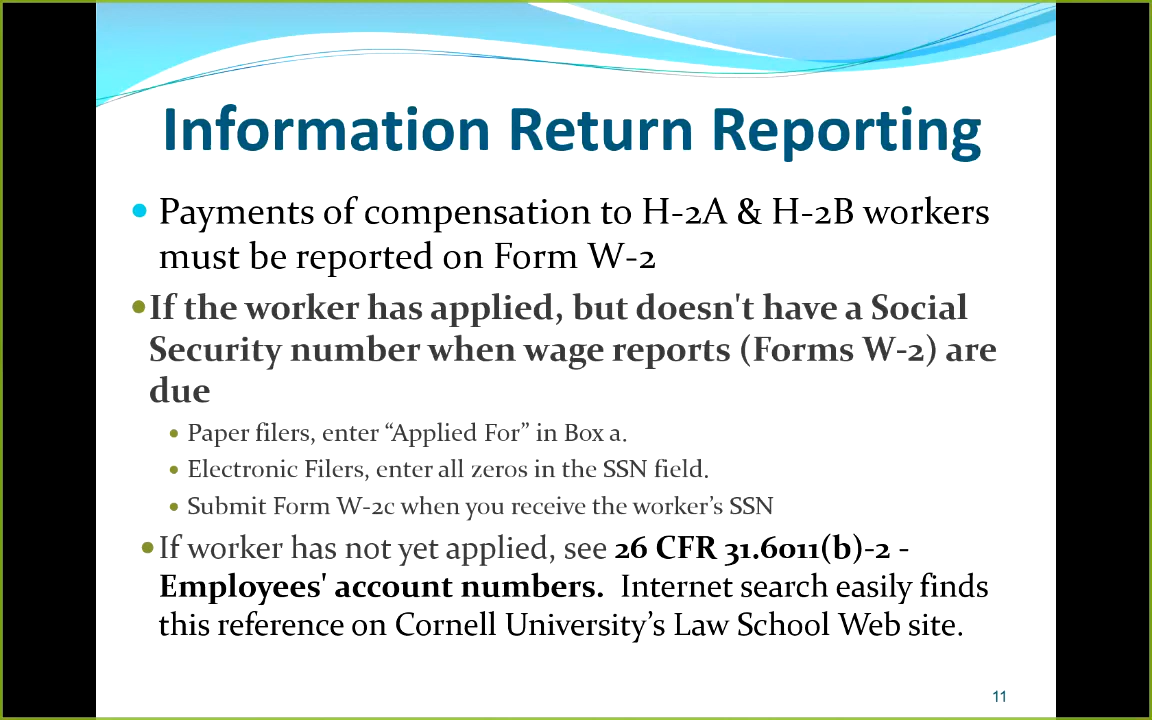 Information Return Reporting
• Payments of compensation to H-2A & H-2B workers
must be reported on Form W-2
•If the worker has applied, but doesn't have a Social
Security number when wage reports (Forms W-2) are
due
• Paper filers, enter “Applied For” in Box a.
• Electronic Filers, enter all zeros in the SSN field.
• Submit Form W-2c when you receive the worker’s SSN
•If worker has not yet applied, see 26 CFR 31.6011(b)-2 -
Employees' account numbers. Internet search easily finds
this reference on Cornell University’s Law School Web site.
11